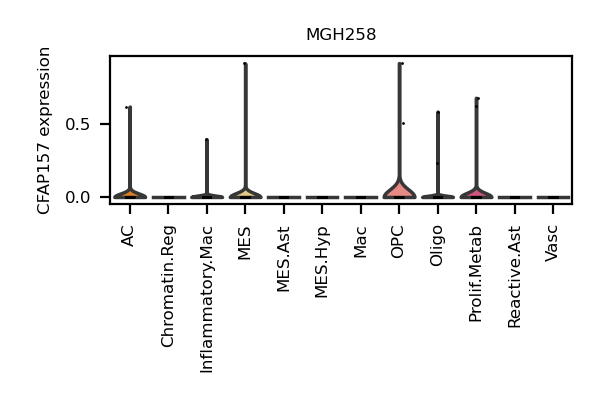 MGH258
CFAP157 expression
0.5
0.0
AC
Chromatin.Reg
Inflammatory.Mac
MES
MES.Ast
MES.Hyp
Mac
OPC
Oligo
Prolif.Metab
Reactive.Ast
Vasc